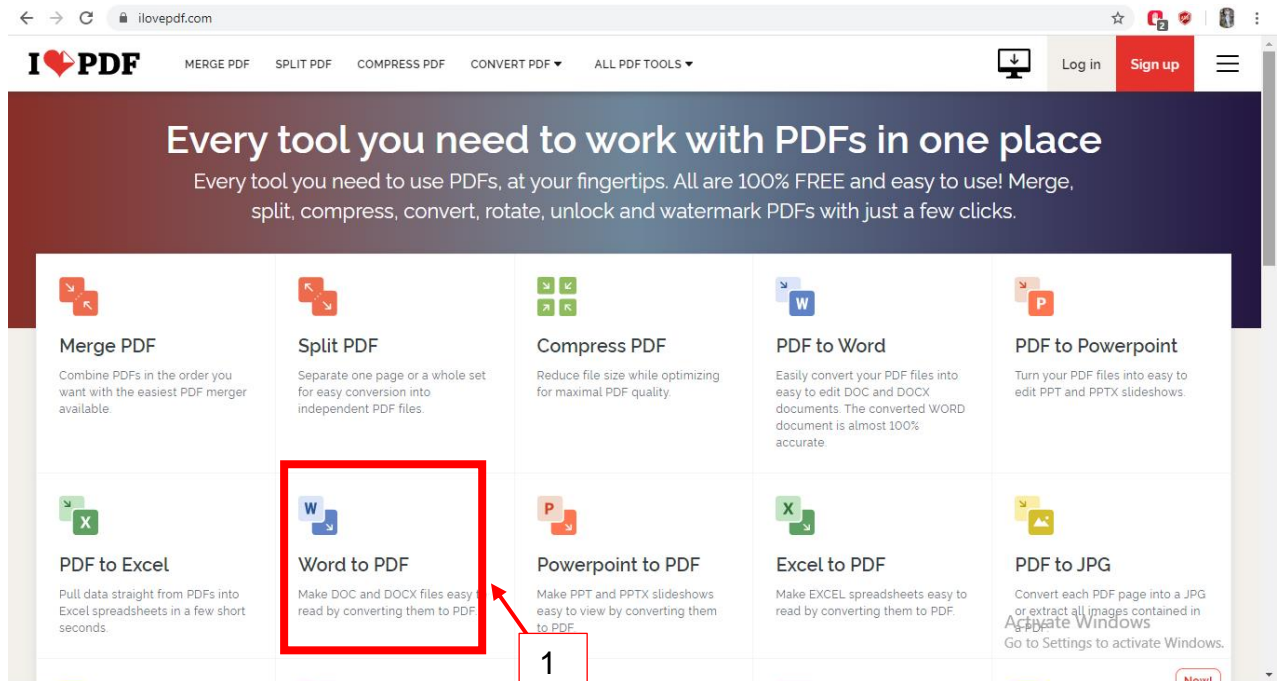 ilovepdf.com
2
I PDF
MERGE PDF SPLIT PDF COMPRESS PDF CONVERT PDF ALL PDF TOOLS
Log in
Sign up
Every tool you need to work with PDFs in one place
Every tool you need to use PDFs, at your fingertips. All are 100% FREE and easy to use! Merge,
split, compress, convert, rotate, unlock and watermark PDFs with just a few clicks.
Merge PDF
Combine PDFs in the order you
want with the easiest PDF merger
available.
Split PDF
Separate one page or a whole set
for easy conversion into
independent PDF files.
Compress PDF
Reduce file size while optimizing
for maximal PDF quality.
W
PDF to Word
Easily convert your PDF files into
easy to edit DOC and DOCX
documents. The converted WORD
document is almost 100%
accurate.
P
PDF to Powerpoint
Turn your PDF files into easy to
edit PPT and PPTX slideshows.
X
PDF to Excel
Pull data straight from PDFs into
Excel spreadsheets in a few short
seconds.
W
Word to PDF
Make DOC and DOCX files easy to
read by converting them to PDF.
P
Powerpoint to PDF
Make PPT and PPTX slideshows
easy to view by converting them
to PDF.
X
Excel to PDF
Make EXCEL spreadsheets easy to
read by converting them to PDF.
PDF to JPG
Convert each PDF page into a JPG
or extract all images contained in
a PDF.
Activate Windows
Go to Settings to activate Windows.
1
New!